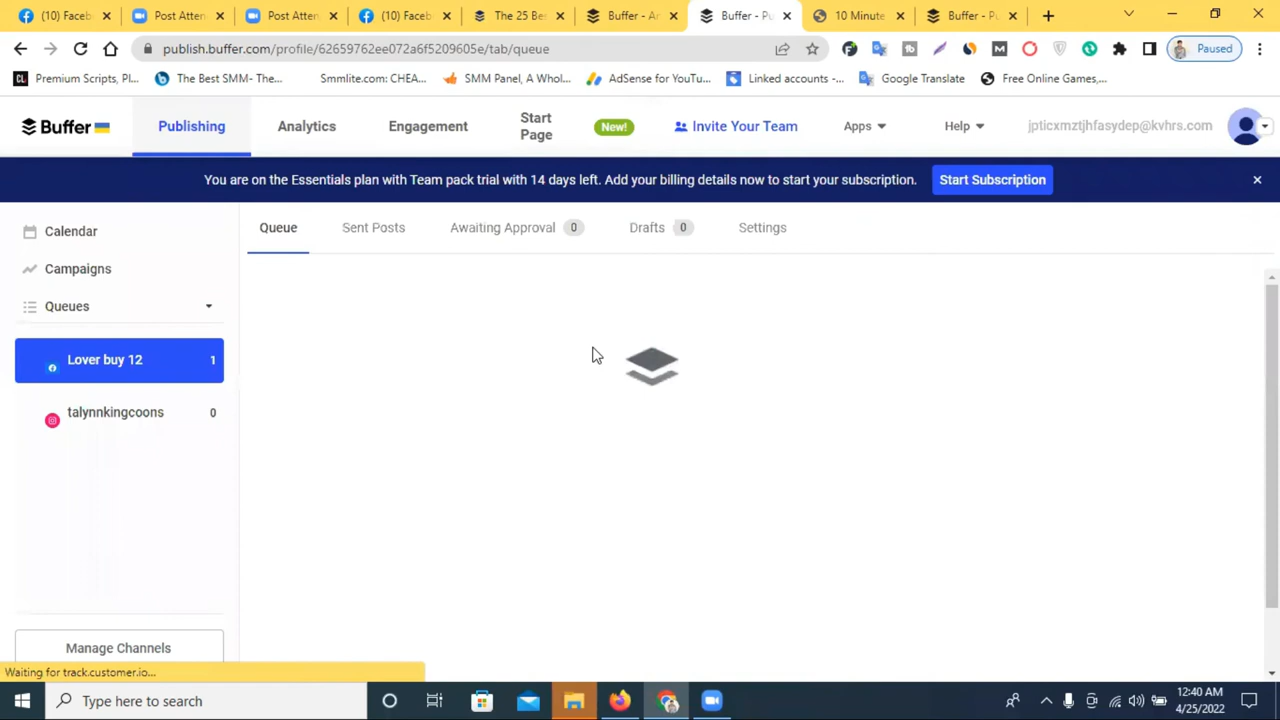 (10) Faceb
Post Atten
Post Atten
(10) Faceb
The 25 Be
Buffer - Ar
Buffer - Pu
10 Minute
Buffer - Pu
publish.buffer.com/profile/62659762ee072a6f5209605e/tab/queue
Paused
Premium Scripts, Pl...
The Best SMM- The...
Smmlite.com: CHEA...
SMM Panel, A Whol...
AdSense for YouTu...
Linked accounts -...
Google Translate
Free Online Games,...
Buffer
Publishing
Analytics
Engagement
Start Page
New!
Invite Your Team
Apps
Help
jpticxmztjhfasydep@kvhrs.com
You are on the Essentials plan with Team pack trial with 14 days left. Add your billing details now to start your subscription.
Start Subscription
Calendar
Campaigns
Queues
Lover buy 12 1
talynnkingcoons 0
Manage Channels
Queue
Sent Posts
Awaiting Approval 0
Drafts 0
Settings
Waiting for track.customer.io...
Type here to search
12:40 AM
4/25/2022